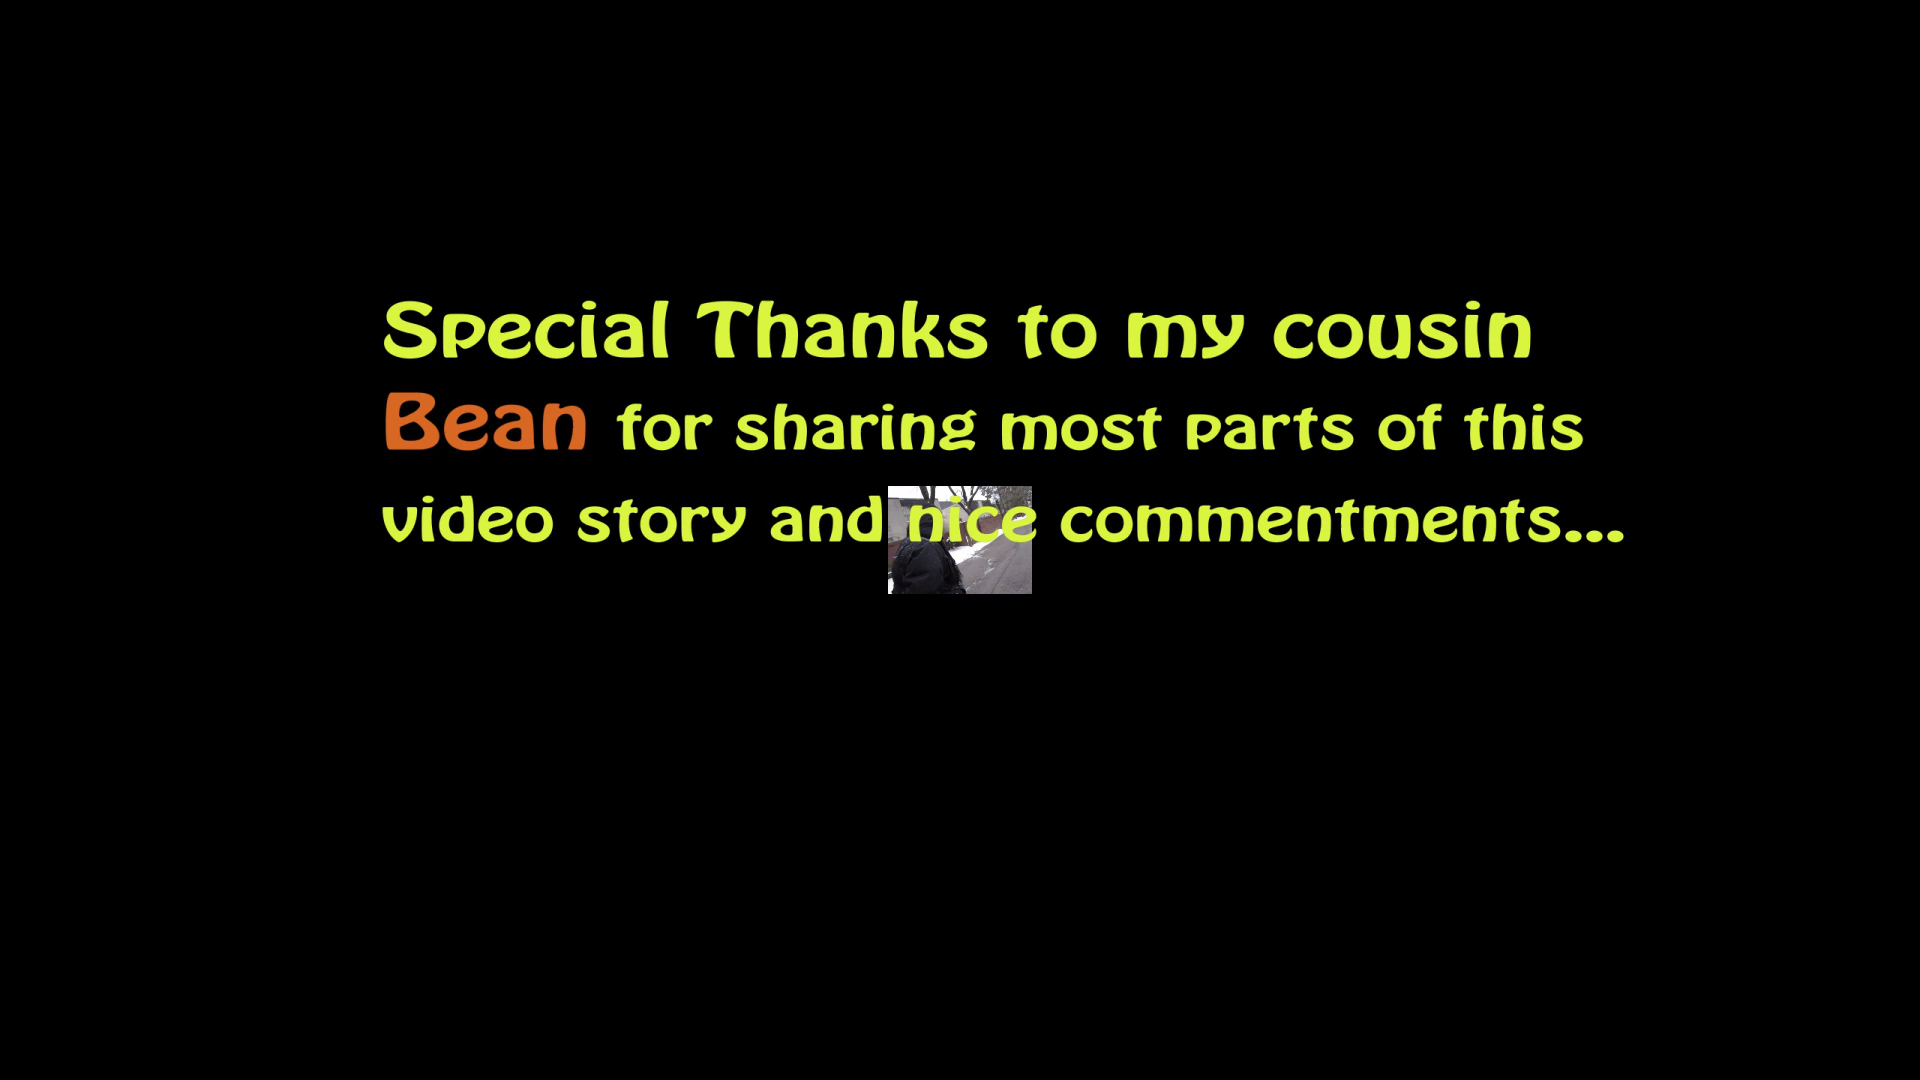 Special Thanks to my cousin
Bean for sharing most parts of this
video story and nice commentments...